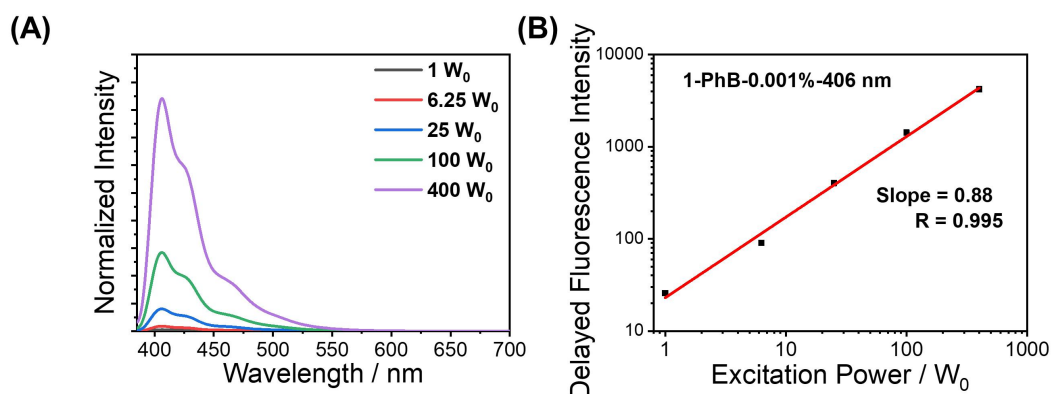 (A)
Normalized Intensity
1 W₀
6.25 W₀
25 W₀
100 W₀
400 W₀
400 450 500 550 600 650 700
Wavelength / nm
(B)
Delayed Fluorescence Intensity
10000
1000
100
10
1-PhB-0.001%-406 nm
Slope = 0.88
R = 0.995
1 10 100 1000
Excitation Power / W₀